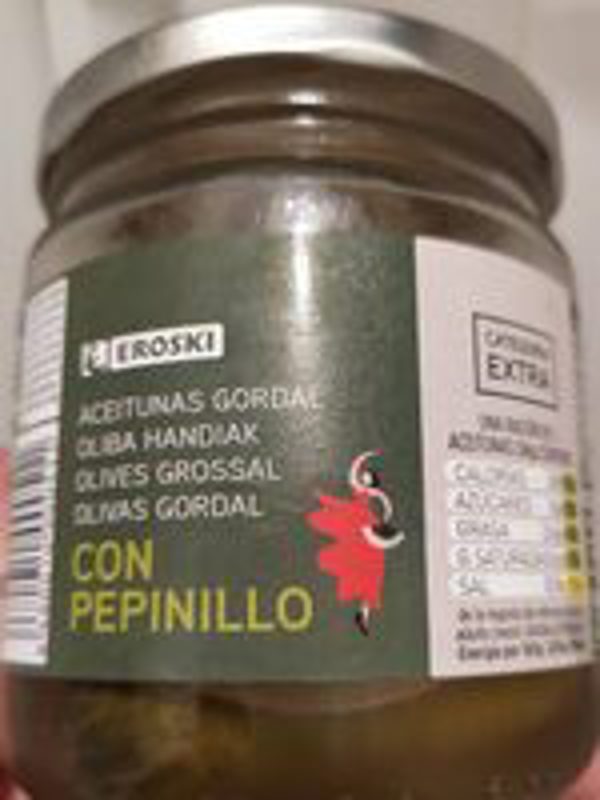 EROSKI
ACEITUNAS GORDAL
OLIBA HANDIAK
OLIVES GROSSAL
OLIVAS GORDAL
CON
PEPINILLO
CATEGORÍA
EXTRA
CALORÍAS
AZÚCARES
GRASA
G. SATURADA
SAL